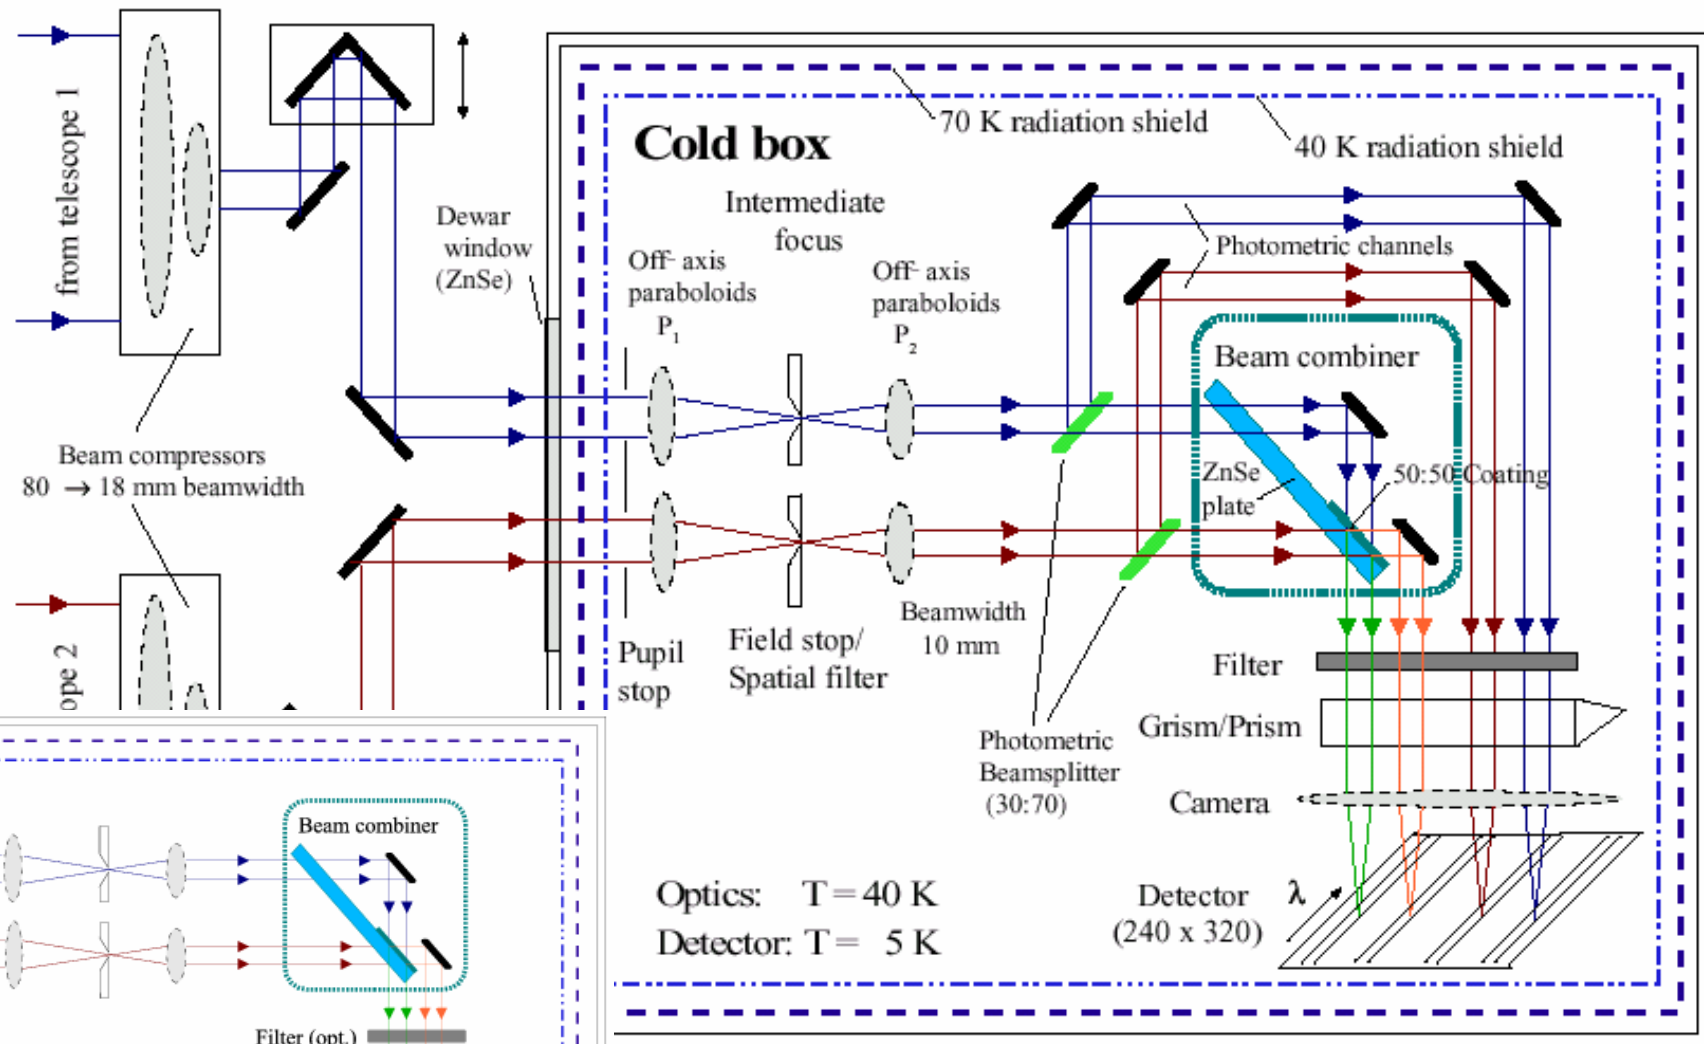 from telescope 1
Beam compressors
80 → 18 mm beamwidth
ope 2
Dewar
window
(ZnSe)
Cold box
70 K radiation shield
40 K radiation shield
Intermediate
focus
Off- axis
paraboloids
P1
Off- axis
paraboloids
P2
Photometric channels
Beam combiner
ZnSe
plate
50:50 Coating
Pupil
stop
Field stop/
Spatial filter
Beamwidth
10 mm
Photometric
Beamsplitter
(30:70)
Filter
Grism/Prism
Camera
Detector
(240 x 320)
λ
Optics: T = 40 K
Detector: T = 5 K
Beam combiner
Filter (opt.)